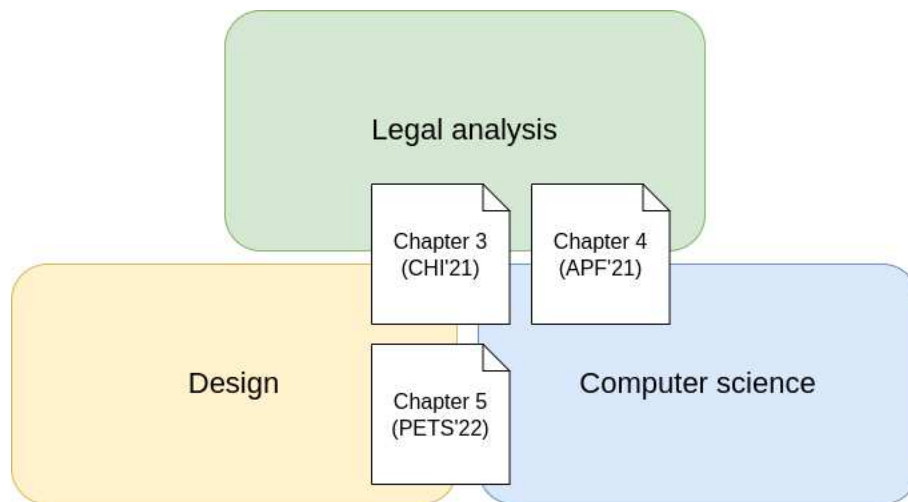 Legal analysis
Chapter 3
(CHI'21)
Chapter 4
(APF'21)
Design
Computer science
Chapter 5
(PETS'22)